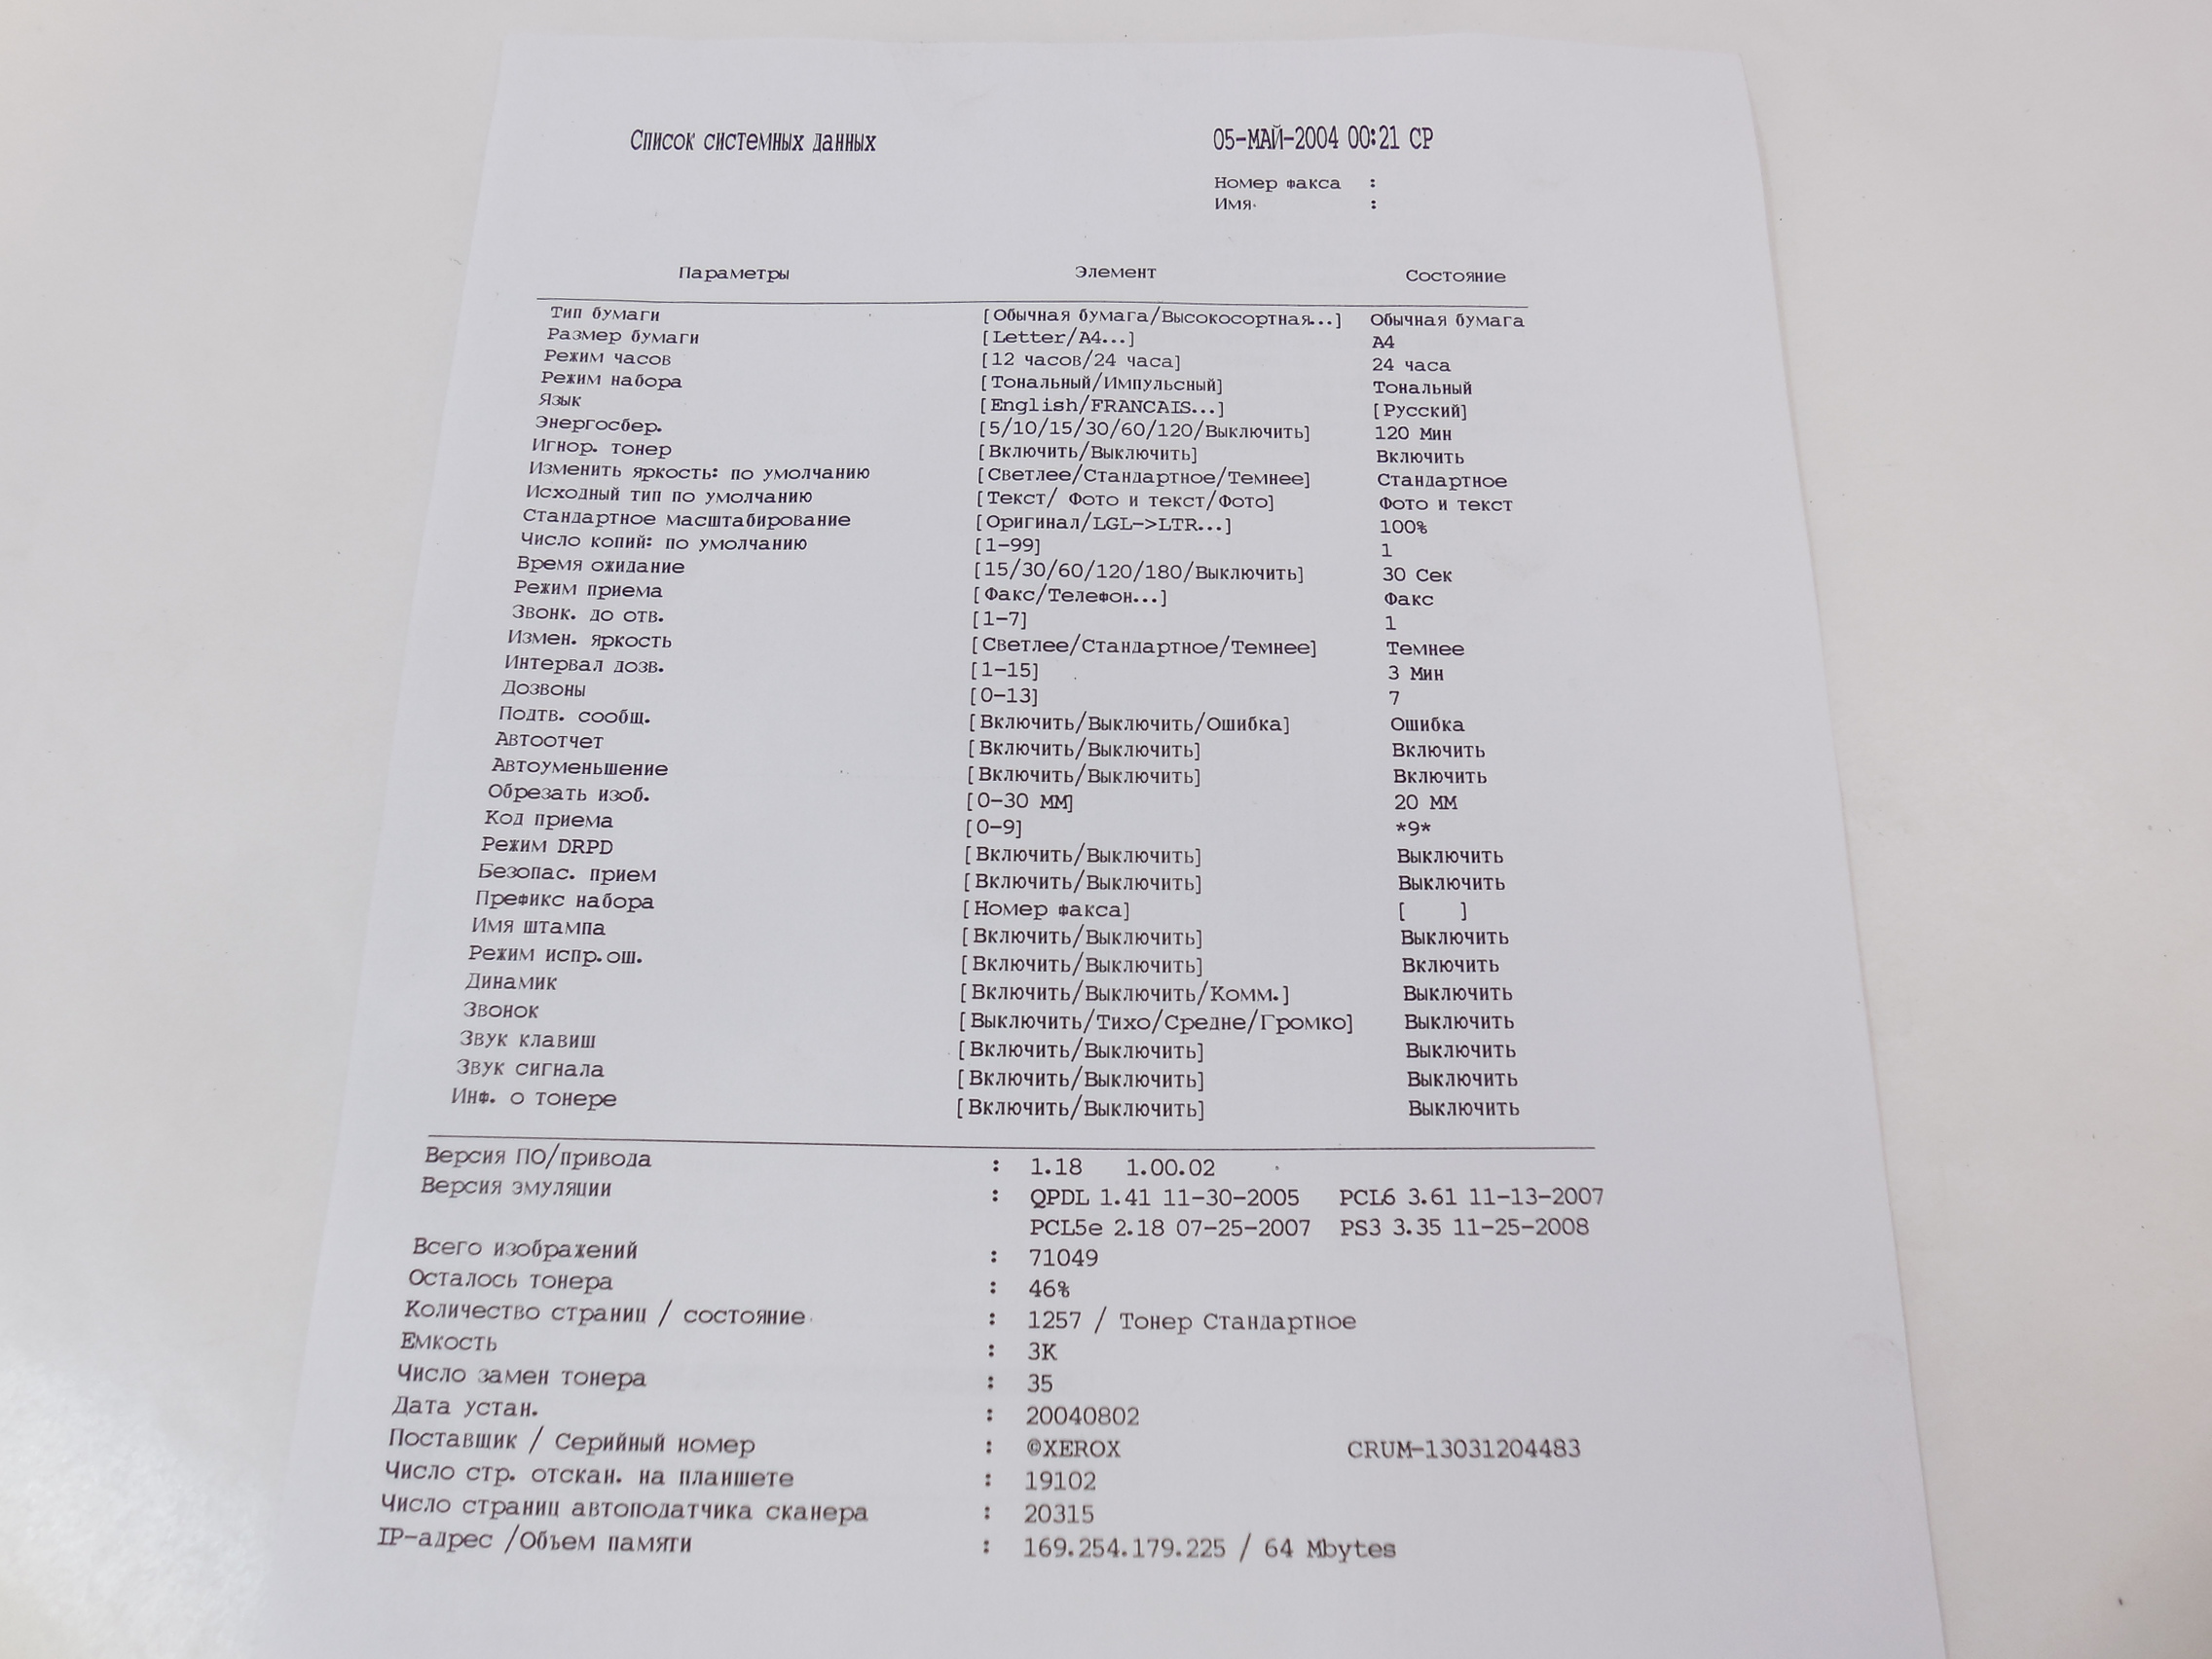 Список системных данных 05-МАЙ-2004 00:21 СР
Номер факса :
Имя :
Параметры Элемент Состояние
Тип бумаги [Обычная бумага/Высокосортная...] Обычная бумага
Размер бумаги [Letter/A4...] A4
Режим часов [12 часов/24 часа] 24 часа
Режим набора [Тональный/Импульсный] Тональный
Язык [English/FRANCAIS...] [Русский]
Энергосбер. [5/10/15/30/60/120/Выключить] 120 Мин
Игнор. тонер [Включить/Выключить] Включить
Изменить яркость: по умолчанию [Светлее/Стандартное/Темнее] Стандартное
Исходный тип по умолчанию [Текст/ Фото и текст/Фото] Фото и текст
Стандартное масштабирование [Оригинал/LGL->LTR...] 100%
Число копий: по умолчанию [1-99] 1
Время ожидание [15/30/60/120/180/Выключить] 30 Сек
Режим приема [Факс/Телефон...] Факс
Звонк. до отв. [1-7] 1
Измен. яркость [Светлее/Стандартное/Темнее] Темнее
Интервал дозв. [1-15] 3 Мин
Дозвоны [0-13] 7
Подтв. сообщ. [Включить/Выключить/Ошибка] Ошибка
Автоотчет [Включить/Выключить] Включить
Автоуменьшение [Включить/Выключить] Включить
Обрезать изоб. [0-30 ММ] 20 ММ
Код приема [0-9] *9*
Режим DRPD [Включить/Выключить] Выключить
Безопас. прием [Включить/Выключить] Выключить
Префикс набора [Номер факса] [ ]
Имя штампа [Включить/Выключить] Выключить
Режим испр.ош. [Включить/Выключить] Включить
Динамик [Включить/Выключить/Комм.] Выключить
Звонок [Выключить/Тихо/Средне/Громко] Выключить
Звук клавиш [Включить/Выключить] Выключить
Звук сигнала [Включить/Выключить] Выключить
Инф. о тонере [Включить/Выключить] Выключить
Версия ПО/привода : 1.18 1.00.02
Версия эмуляции : QPDL 1.41 11-30-2005 PCL6 3.61 11-13-2007
PCL5e 2.18 07-25-2007 PS3 3.35 11-25-2008
Всего изображений : 71049
Осталось тонера : 46%
Количество страниц / состояние : 1257 / Тонер Стандартное
Емкость : 3K
Число замен тонера : 35
Дата устан. : 20040802
Поставщик / Серийный номер : ©XEROX CRUM-13031204483
Число стр. отскан. на планшете : 19102
Число страниц автоподатчика сканера : 20315
IP-адрес /Объем памяти : 169.254.179.225 / 64 Mbytes